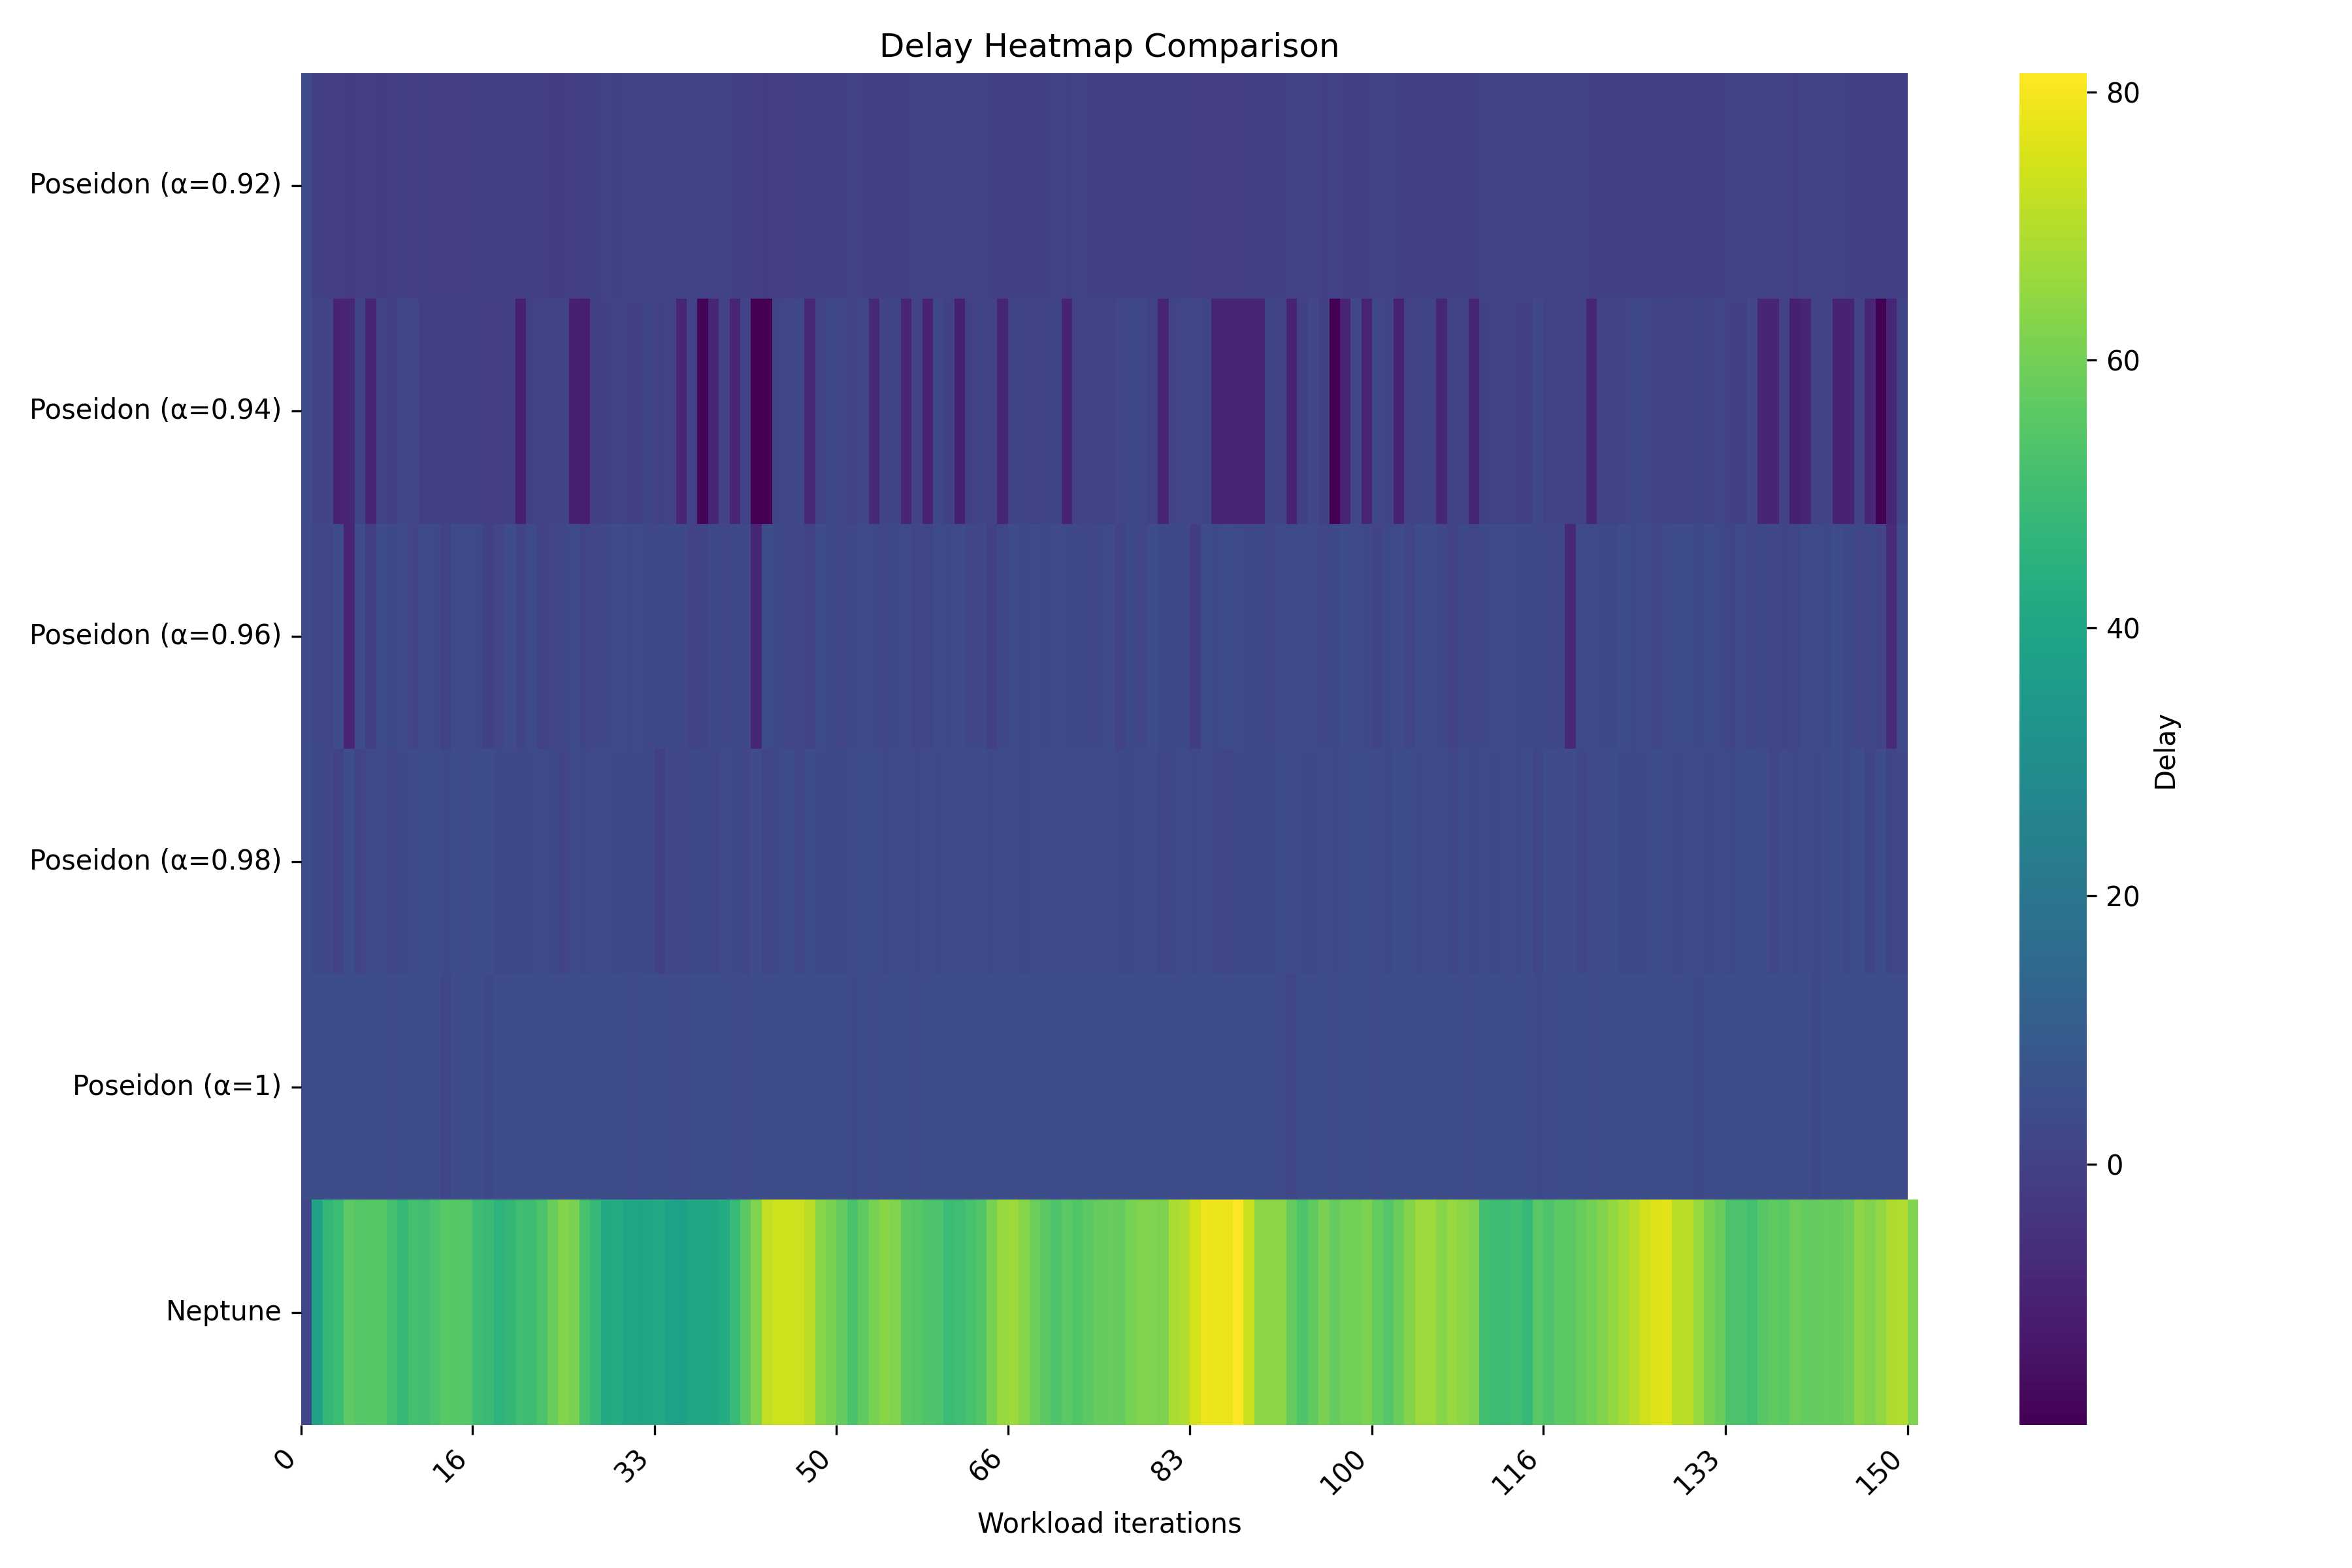 Delay Heatmap Comparison
Poseidon (α=0.92)
Poseidon (α=0.94)
Poseidon (α=0.96)
Poseidon (α=0.98)
Poseidon (α=1)
Neptune
0
16
33
50
66
83
100
116
133
150
Workload iterations
80
60
40
20
0
Delay